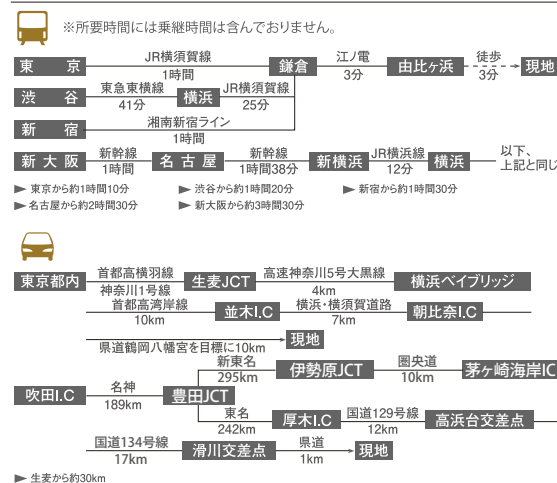 ※所要時間には乗継時間は含んでおりません。
東京 JR横須賀線 1時間 鎌倉 江ノ電 3分 由比ヶ浜 徒歩 3分 現地
渋谷 東急東横線 41分 横浜 JR横須賀線 25分
新宿 湘南新宿ライン 1時間
新大阪 新幹線 1時間 名古屋 新幹線 1時間38分 新横浜 JR横浜線 12分 横浜 以下、上記と同じ
▶ 東京から約1時間10分 ▶ 渋谷から約1時間20分 ▶ 新宿から約1時間30分
▶ 名古屋から約2時間30分 ▶ 新大阪から約3時間30分
東京都内 首都高横羽線 神奈川1号線 生麦JCT 高速神奈川5号大黒線 4km 横浜ベイブリッジ
首都高湾岸線 10km 並木I.C 横浜・横須賀道路 7km 朝比奈I.C
県道鶴岡八幡宮を目標に10km 現地
吹田I.C 名神 189km 豊田JCT 新東名 295km 伊勢原JCT 圏央道 10km 茅ヶ崎海岸IC
東名 242km 厚木I.C 国道129号線 12km 高浜台交差点
国道134号線 17km 滑川交差点 県道 1km 現地
▶ 生麦から約30km